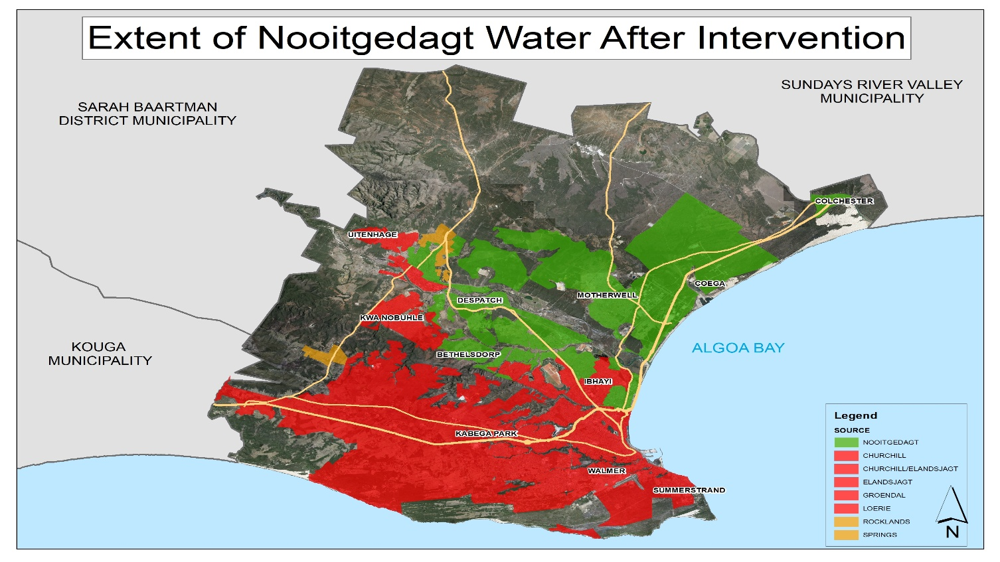 Extent of Nooitgedagt Water After Intervention
SUNDAYS RIVER VALLEY
MUNICIPALITY
SARAH BAARTMAN
DISTRICT MUNICIPALITY
COLCHESTER
UITENHAGE
COEGA
MOTHERWELL
DESPATCH
KWA NOBUHLE
KOUGA
MUNICIPALITY
ALGOA BAY
BETHELSDORP
IBHAYI
KABEGA PARK
WALMER
SUMMERSTRAND
Legend
SOURCE
NOOITGEDAGT
CHURCHILL
CHURCHILL/ELANDSJAGT
ELANDSJAGT
GROENDAL
LOERIE
ROCKLANDS
SPRINGS
N